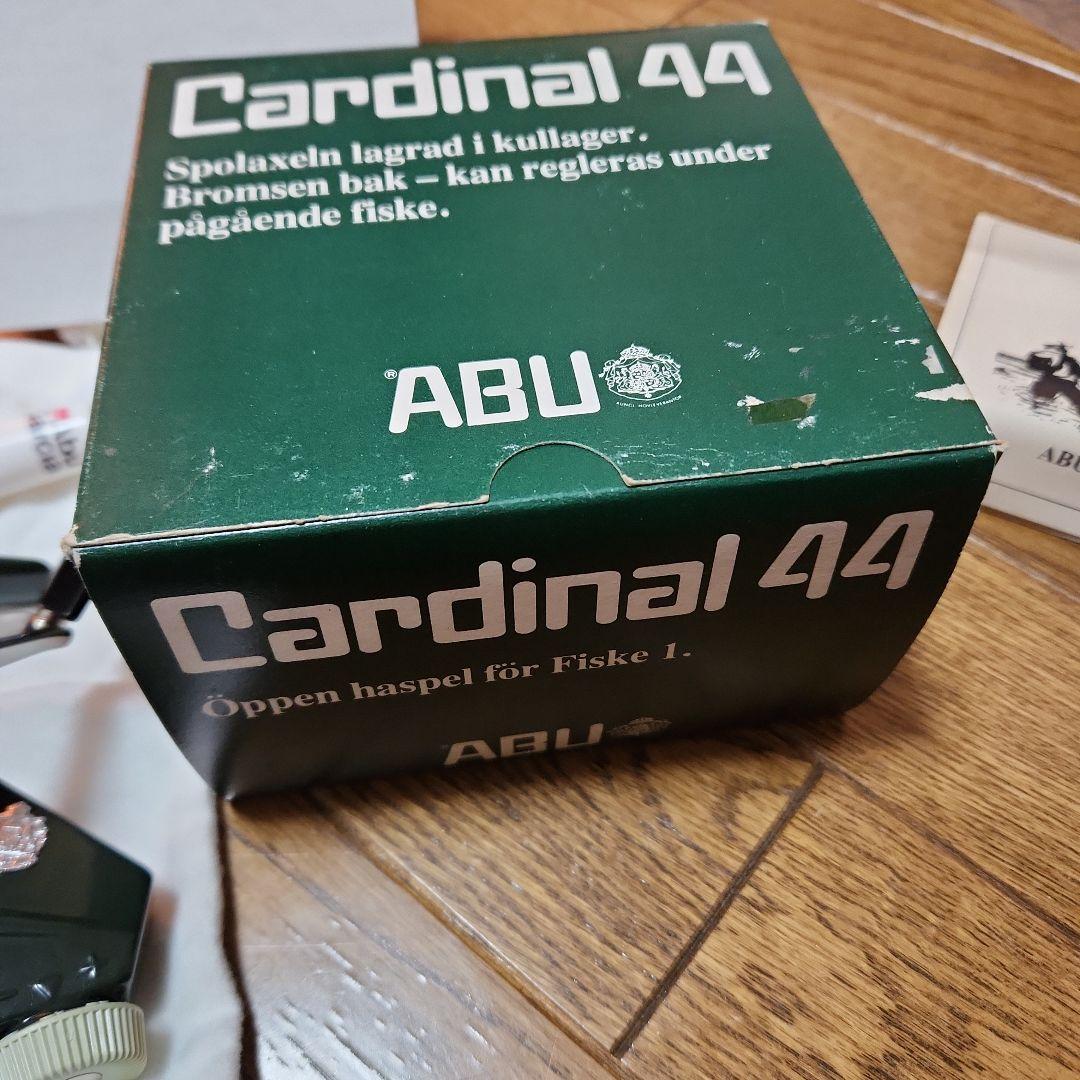 Cardinal 44
Spolaxeln lagrad i kullager.
Bromsen bak – kan regleras under
pågående fiske.
®ABU
Cardinal 44
Öppen haspel för Fiske 1.
ABU
ABU